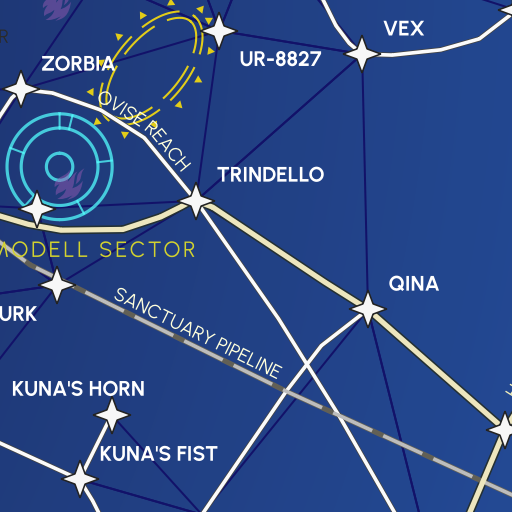 VEX
UR-8827
ZORBIA
OVISE REACH
TRINDELLO
MODELL SECTOR
QINA
URK
SANCTUARY PIPELINE
KUNA'S HORN
KUNA'S FIST